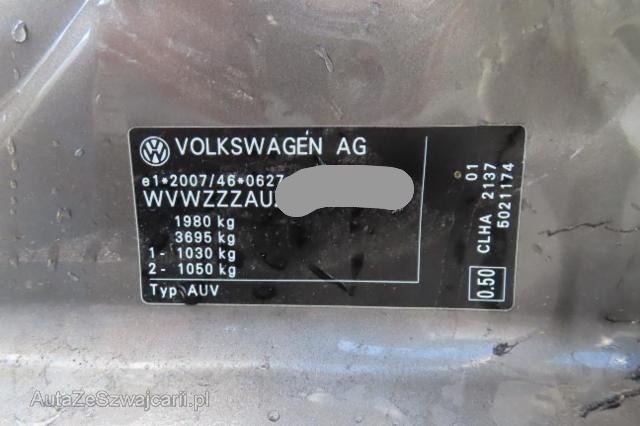 VOLKSWAGEN AG
e1*2007/46*0627
WVWZZZAU
1980 kg
3695 kg
1- 1030 kg
2- 1050 kg
Typ AUV
01
CLHA 2137
5021174
0.50
AutaZeSzwajcarii.pl